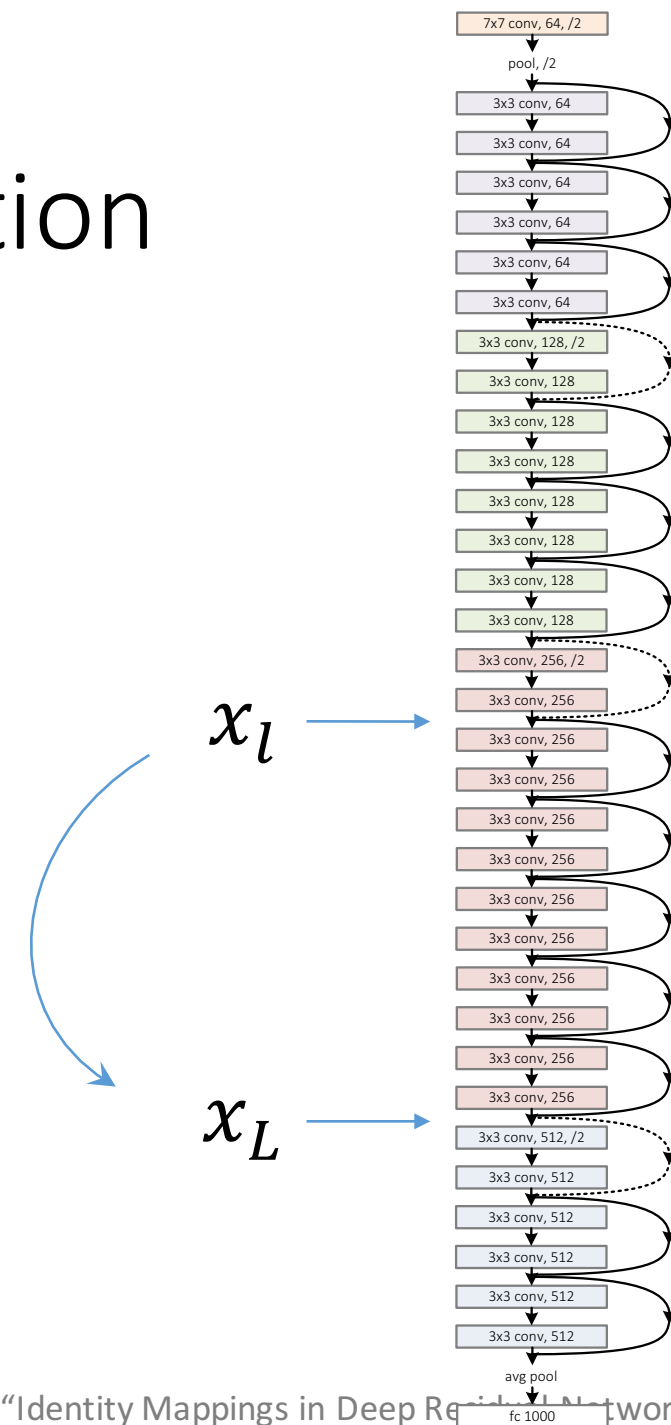 7x7 conv, 64, /2
pool, /2
3x3 conv, 64
3x3 conv, 64
3x3 conv, 64
tion
3x3 conv, 64
3x3 conv, 64
3x3 conv, 64
3x3 conv, 128, /2
3x3 conv, 128
3x3 conv, 128
3x3 conv, 128
3x3 conv, 128
3x3 conv, 128
3x3 conv, 128
3x3 conv, 128
3x3 conv, 256, /2
3x3 conv, 256
x_l
3x3 conv, 256
3x3 conv, 256
3x3 conv, 256
3x3 conv, 256
3x3 conv, 256
3x3 conv, 256
3x3 conv, 256
3x3 conv, 256
3x3 conv, 256
3x3 conv, 256
x_L
3x3 conv, 512, /2
3x3 conv, 512
3x3 conv, 512
3x3 conv, 512
3x3 conv, 512
3x3 conv, 512
avg pool
"Identity Mappings in Deep Residual Networ
fc 1000